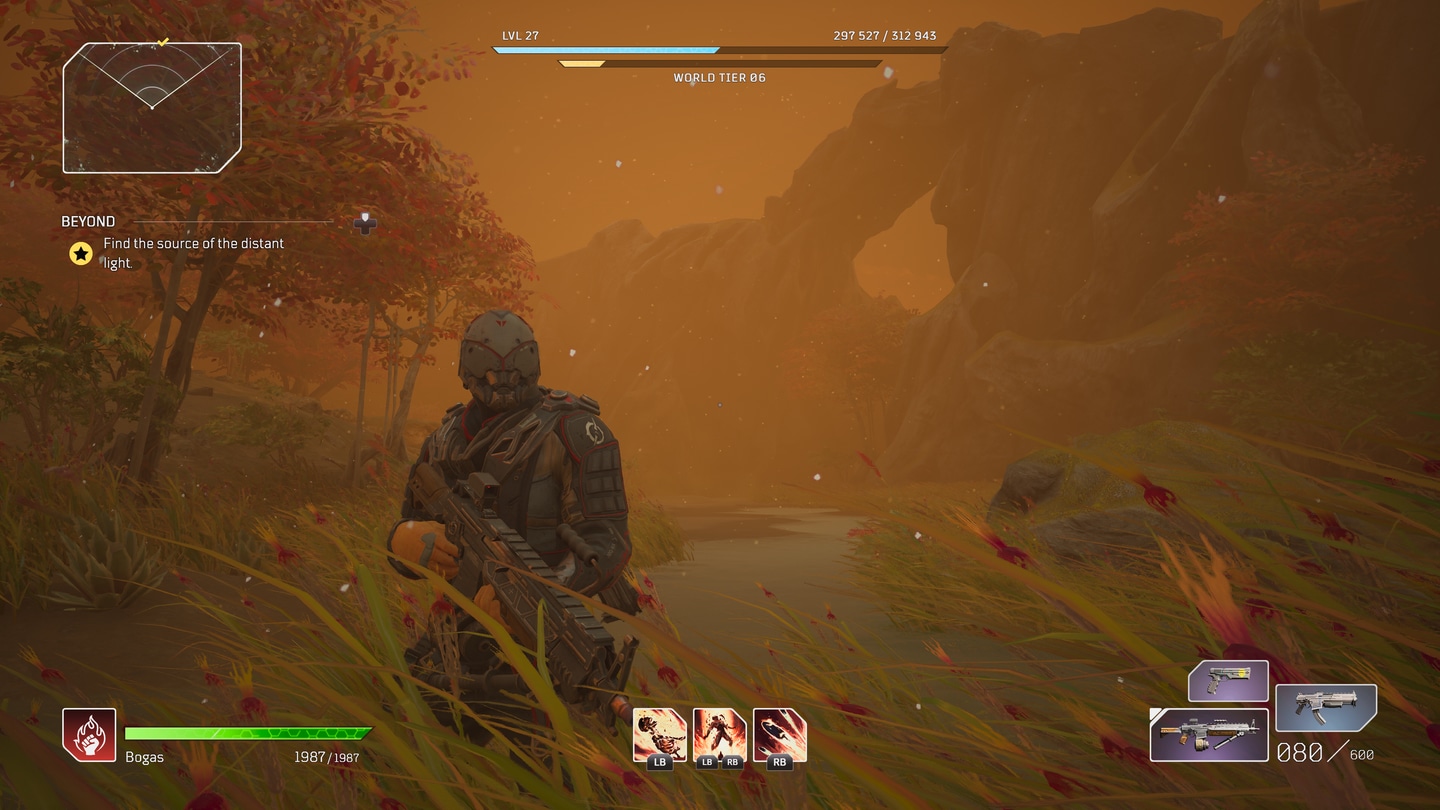 LVL 27
297 527 / 312 943
WORLD TIER 06
BEYOND
Find the source of the distant
light.
Bogas
1987/1987
LB
LB RB
RB
080/600